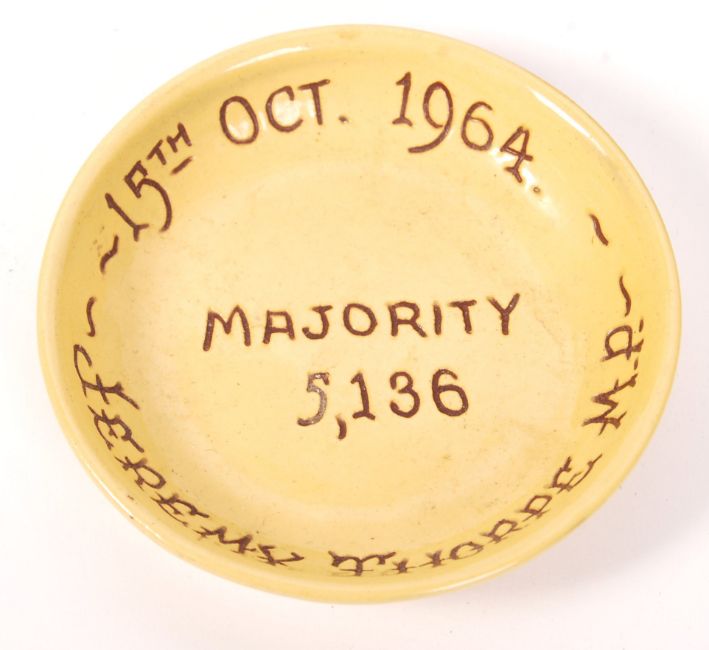 ~ 15TH OCT. 1964. ~
MAJORITY
5,136
~ JEREMY THORPE M.P. ~